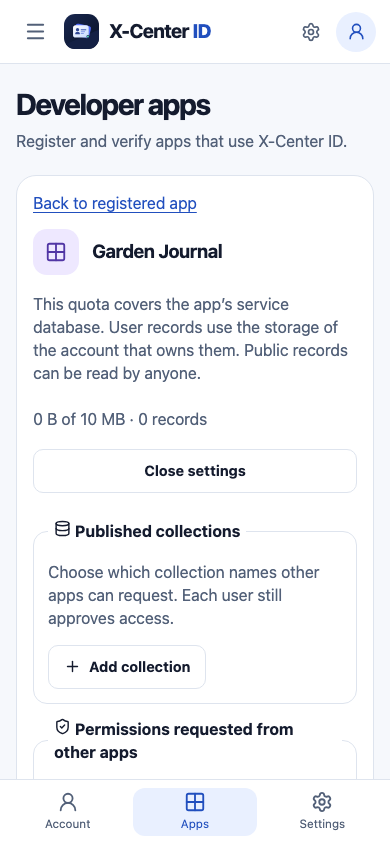 X-Center ID
Developer apps
Register and verify apps that use X-Center ID.
Back to registered app
Garden Journal
This quota covers the app’s service
database. User records use the storage of
the account that owns them. Public records
can be read by anyone.
0 B of 10 MB · 0 records
Close settings
Published collections
Choose which collection names other
apps can request. Each user still
approves access.
Add collection
Permissions requested from
other apps
Account
Apps
Settings